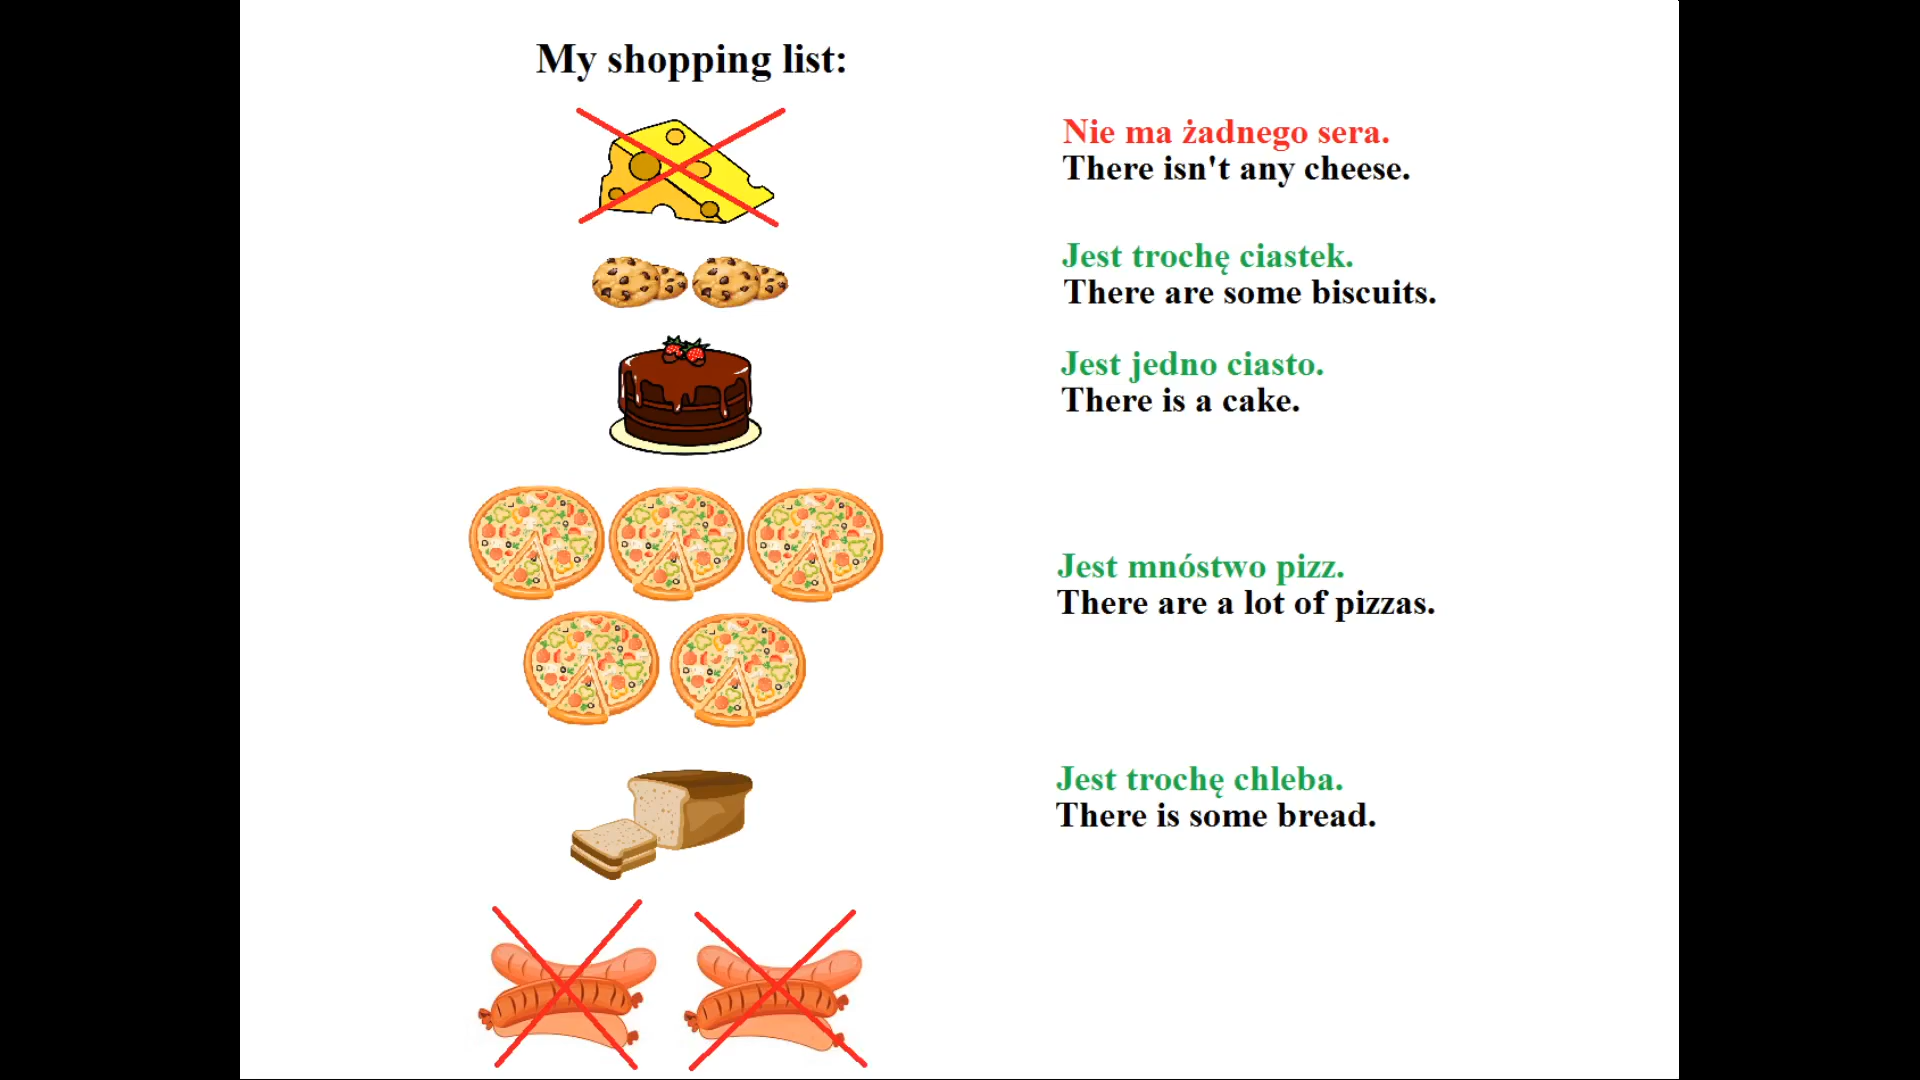 My shopping list:
Nie ma żadnego sera.
There isn't any cheese.
Jest trochę ciastek.
There are some biscuits.
Jest jedno ciasto.
There is a cake.
Jest mnóstwo pizz.
There are a lot of pizzas.
Jest trochę chleba.
There is some bread.